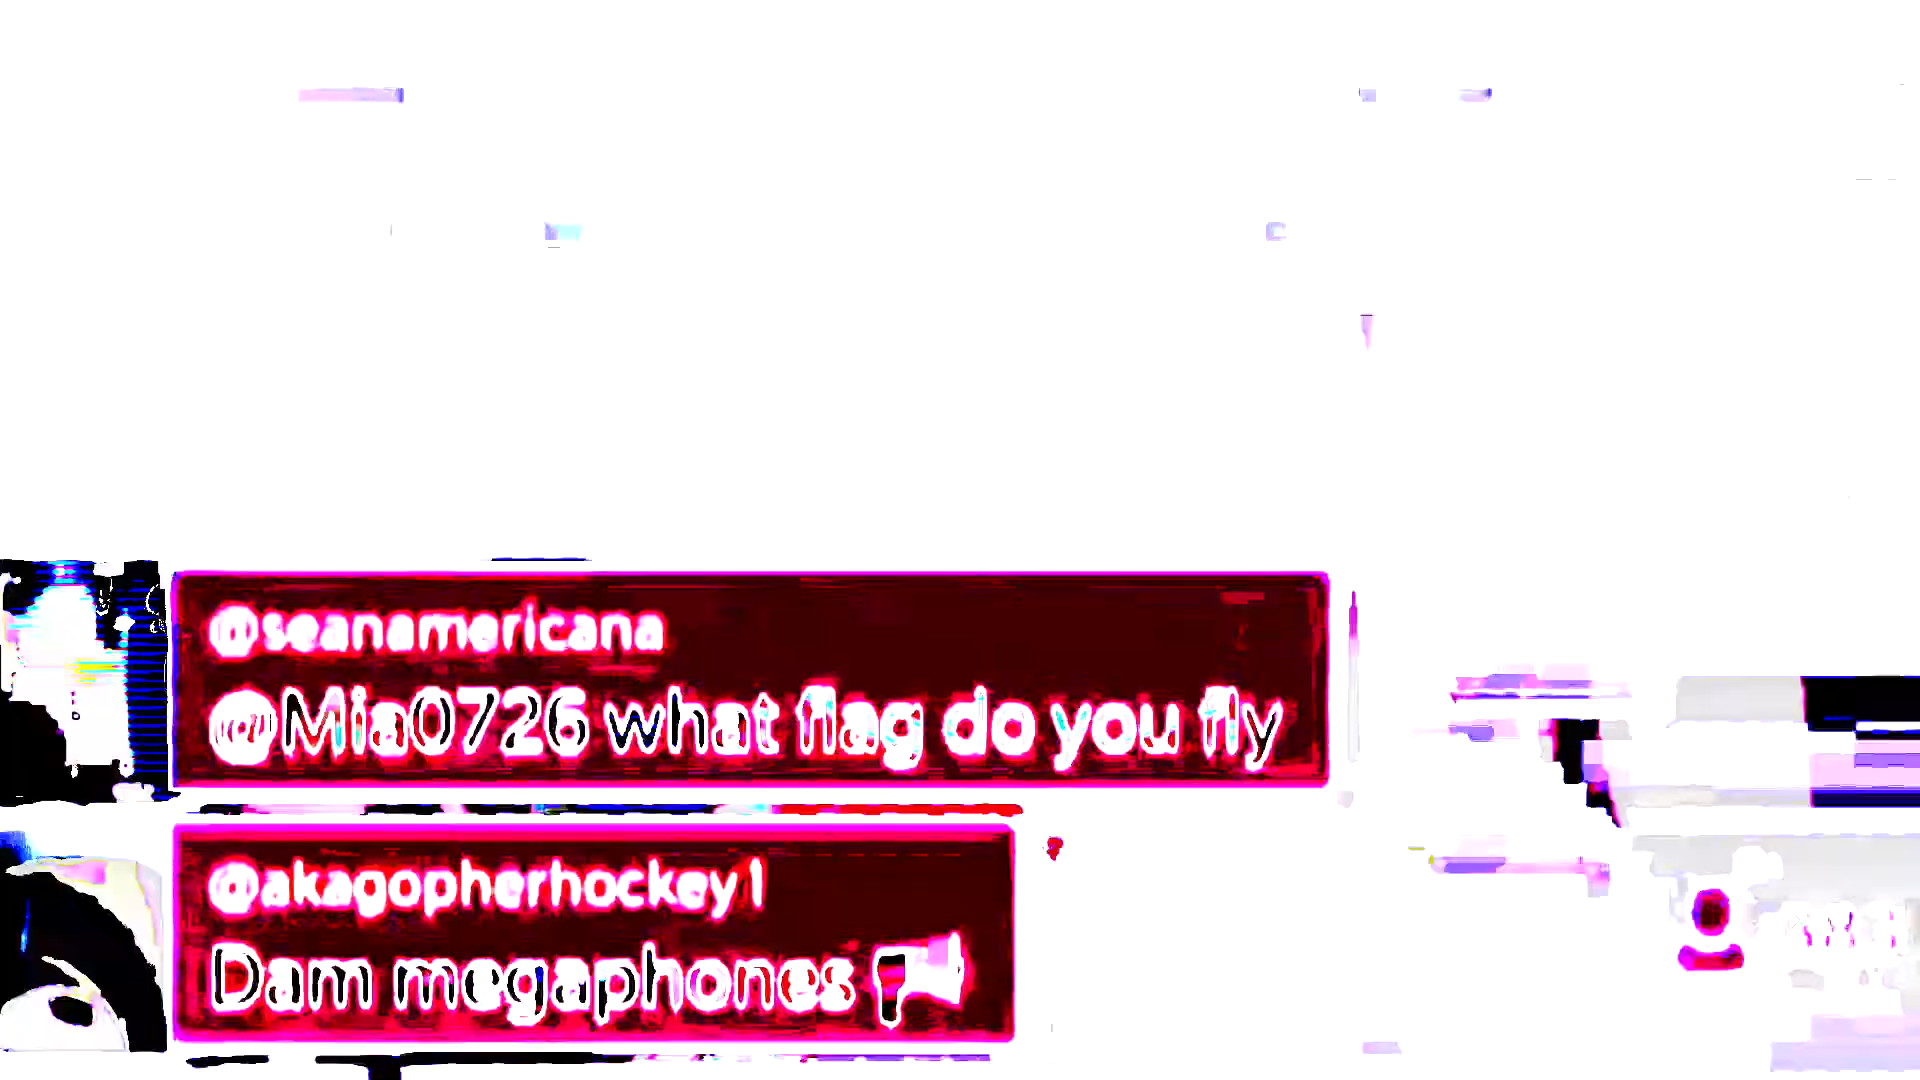 @seanamericana
@Mia0726 what flag do you fly
@akagopherhockey1
Dam megaphones